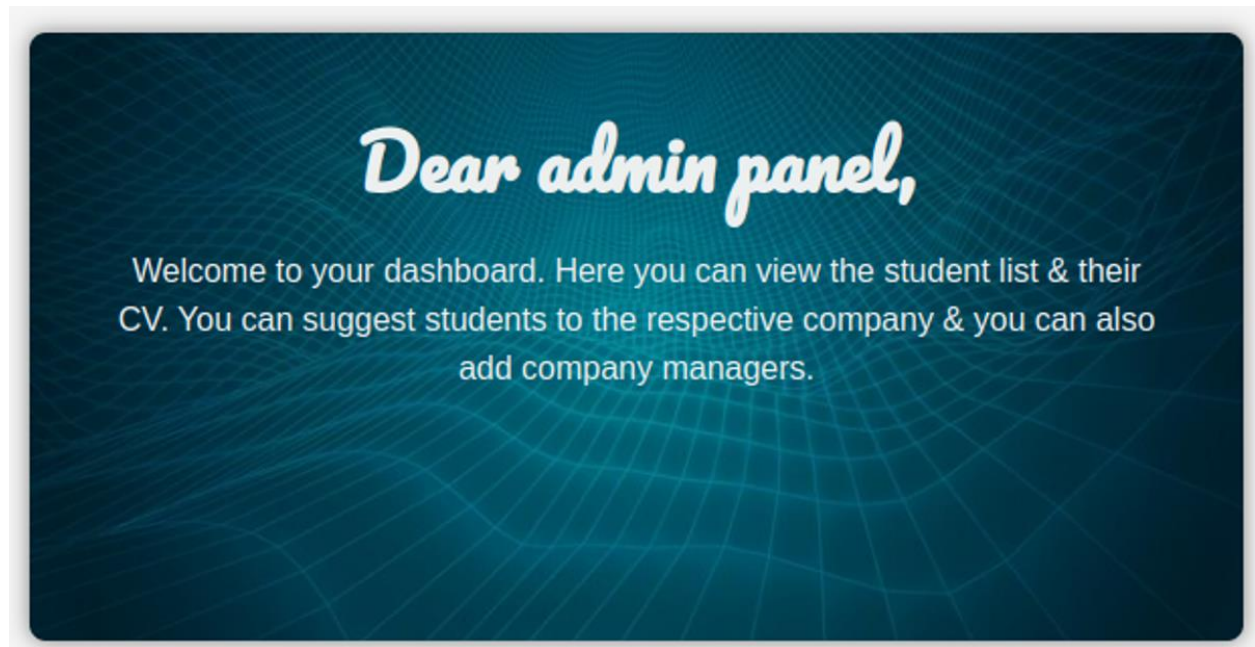 Dear admin panel,
Welcome to your dashboard. Here you can view the student list & their
CV. You can suggest students to the respective company & you can also
add company managers.